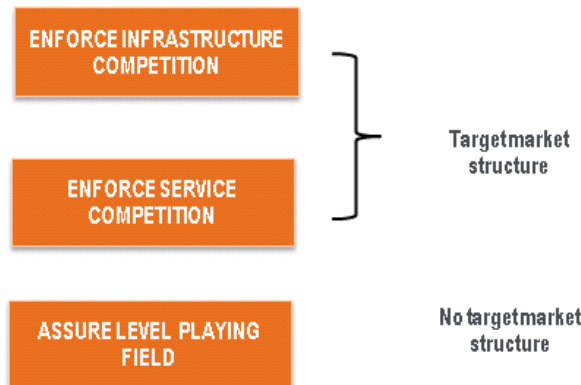 ENFORCE INFRASTRUCTURE
COMPETITION
Targetmarket
structure
ENFORCE SERVICE
COMPETITION
No targetmarket
structure
ASSURE LEVEL PLAYING
FIELD